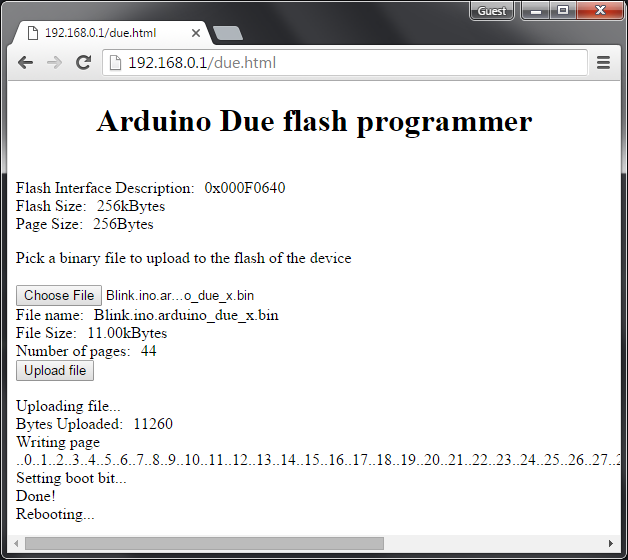 Guest
192.168.0.1/due.html
192.168.0.1/due.html
Arduino Due flash programmer
Flash Interface Description: 0x000F0640
Flash Size: 256kBytes
Page Size: 256Bytes
Pick a binary file to upload to the flash of the device
Choose File Blink.ino.ar...o_due_x.bin
File name: Blink.ino.arduino_due_x.bin
File Size: 11.00kBytes
Number of pages: 44
Upload file
Uploading file...
Bytes Uploaded: 11260
Writing page
..0..1..2..3..4..5..6..7..8..9..10..11..12..13..14..15..16..17..18..19..20..21..22..23..24..25..26..27..2
Setting boot bit...
Done!
Rebooting...